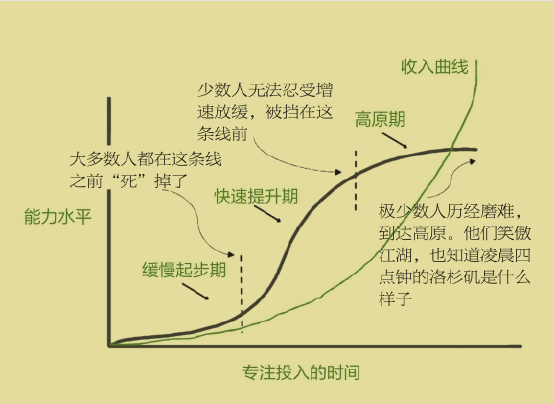 收入曲线
少数人无法忍受增
速放缓，被挡在这
条线前
高原期
大多数人都在这条线
之前“死”掉了
快速提升期
能力水平
极少数人历经磨难，
到达高原。他们笑傲
江湖，也知道凌晨四
点钟的洛杉矶是什么
样子
缓慢起步期
专注投入的时间